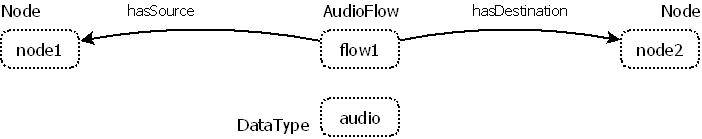 Node hasSource AudioFlow hasDestination Node
node1 flow1 node2
DataType audio